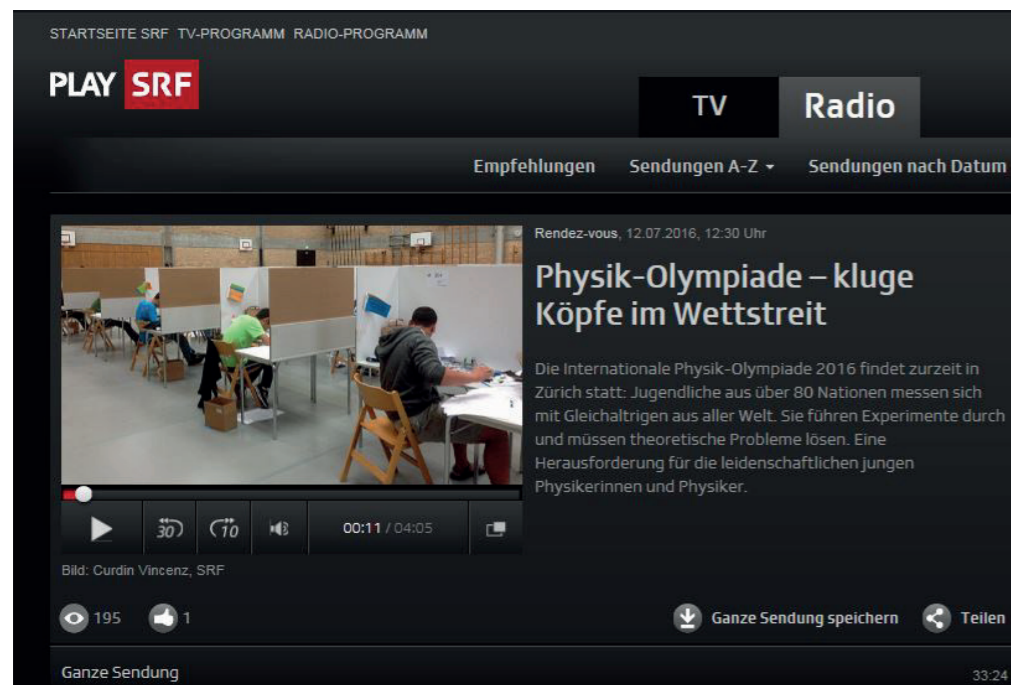 STARTSEITE SRF TV-PROGRAMM RADIO-PROGRAMM
PLAY SRF
TV
Radio
Empfehlungen Sendungen A-Z Sendungen nach Datum
Rendez-vous, 12.07.2016, 12:30 Uhr
Physik-Olympiade – kluge
Köpfe im Wettstreit
Die Internationale Physik-Olympiade 2016 findet zurzeit in
Zürich statt: Jugendliche aus über 80 Nationen messen sich
mit Gleichaltrigen aus aller Welt. Sie führen Experimente durch
und müssen theoretische Probleme lösen. Eine
Herausforderung für die leidenschaftlichen jungen
Physikerinnen und Physiker.
30 10 00:11 / 04:05
Bild: Curdin Vincenz, SRF
195 1
Ganze Sendung speichern Teilen
Ganze Sendung 33:24